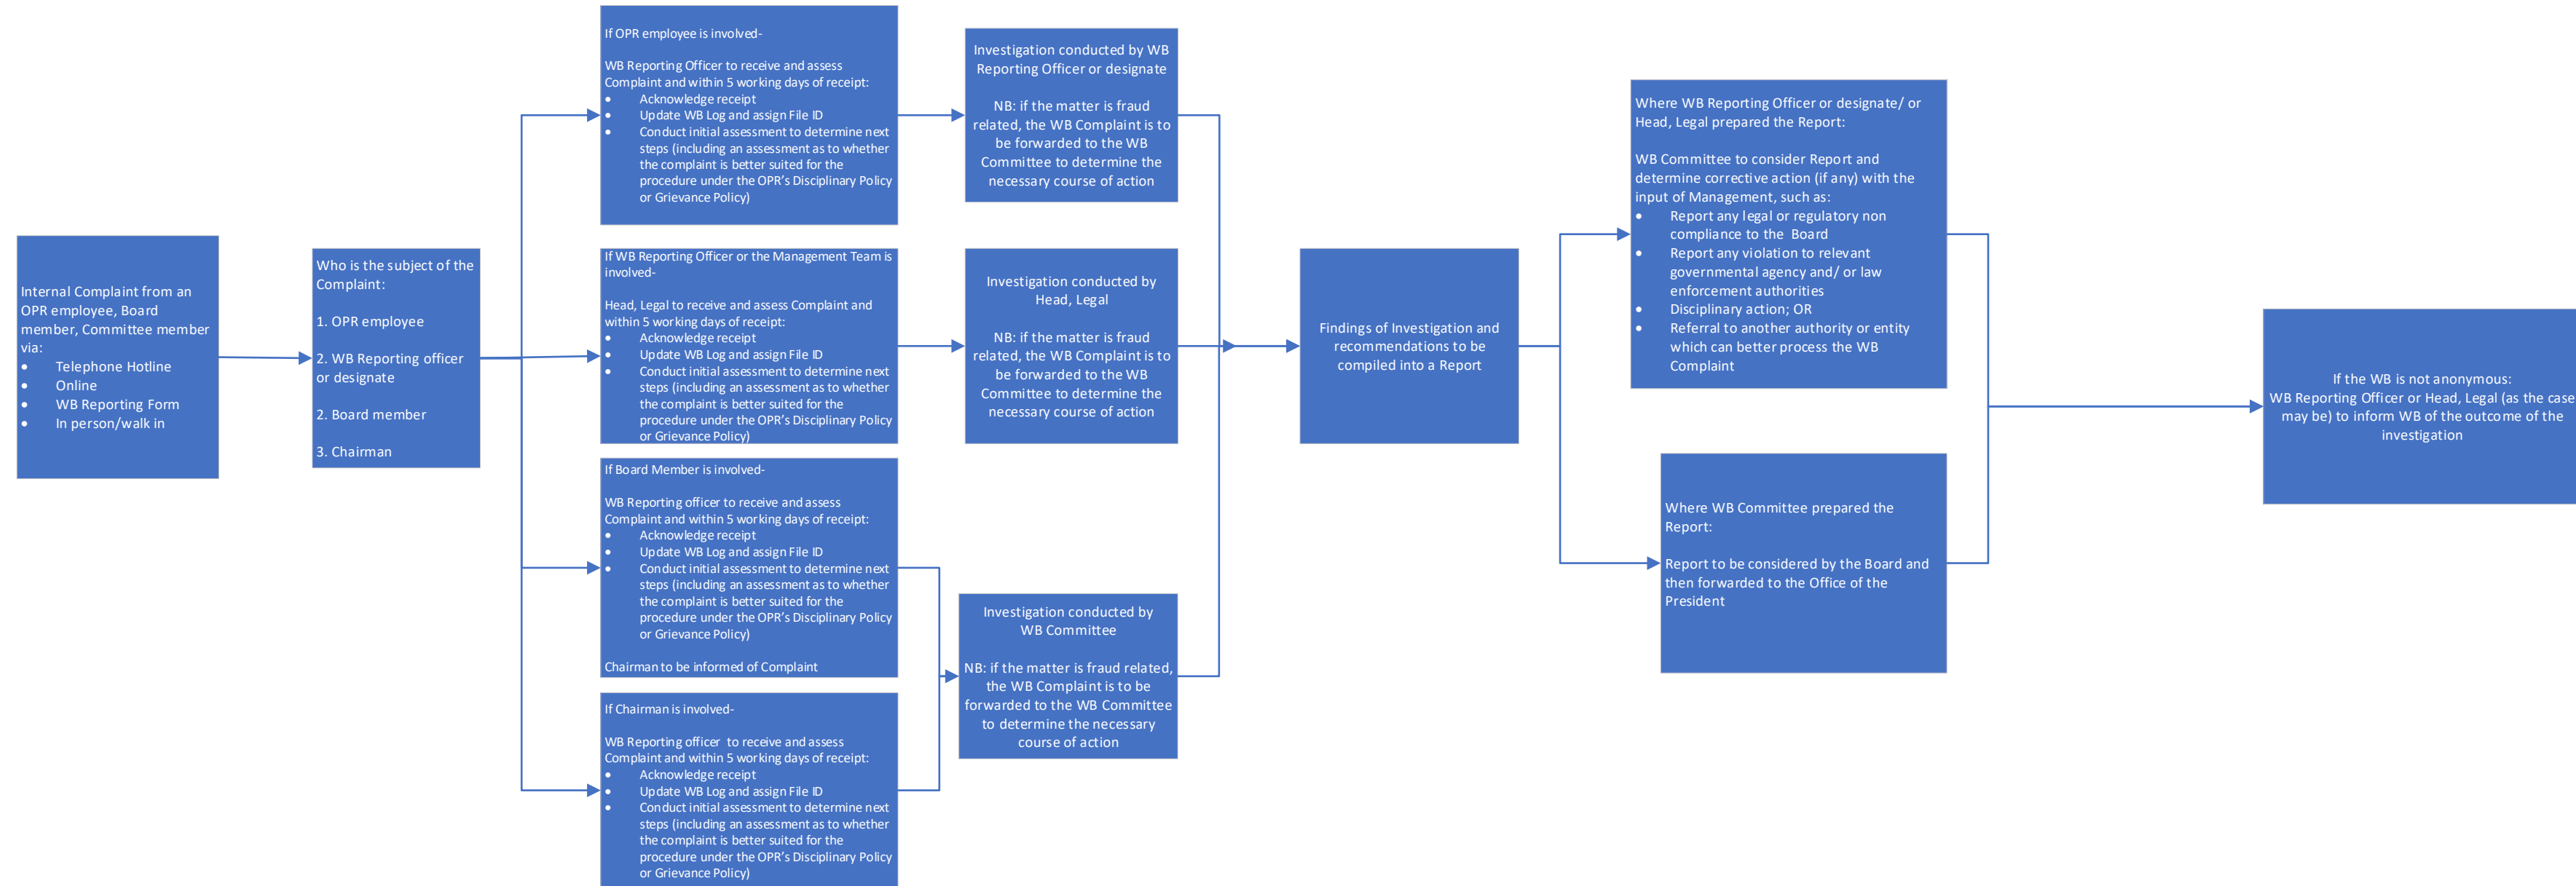 Internal Complaint from an
OPR employee, Board
member, Committee member
via:
• Telephone Hotline
• Online
• WB Reporting Form
• In person/walk in
Who is the subject of the
Complaint:
1. OPR employee
2. WB Reporting officer
or designate
2. Board member
3. Chairman
If OPR employee is involved-
WB Reporting Officer to receive and assess
Complaint and within 5 working days of receipt:
• Acknowledge receipt
• Update WB Log and assign File ID
• Conduct initial assessment to determine next
steps (including an assessment as to whether
the complaint is better suited for the
procedure under the OPR's Disciplinary Policy
or Grievance Policy)
If WB Reporting Officer or the Management Team is
involved-
Head, Legal to receive and assess Complaint and
within 5 working days of receipt:
• Acknowledge receipt
• Update WB Log and assign File ID
• Conduct initial assessment to determine next
steps (including an assessment as to whether
the complaint is better suited for the
procedure under the OPR's Disciplinary Policy
or Grievance Policy)
If Board Member is involved-
WB Reporting officer to receive and assess
Complaint and within 5 working days of receipt:
• Acknowledge receipt
• Update WB Log and assign File ID
• Conduct initial assessment to determine next
steps (including an assessment as to whether
the complaint is better suited for the
procedure under the OPR's Disciplinary Policy
or Grievance Policy)
Chairman to be informed of Complaint
If Chairman is involved-
WB Reporting officer to receive and assess
Complaint and within 5 working days of receipt:
• Acknowledge receipt
• Update WB Log and assign File ID
• Conduct initial assessment to determine next
steps (including an assessment as to whether
the complaint is better suited for the
procedure under the OPR's Disciplinary Policy
or Grievance Policy)
Investigation conducted by WB
Reporting Officer or designate
NB: if the matter is fraud
related, the WB Complaint is to
be forwarded to the WB
Committee to determine the
necessary course of action
Investigation conducted by
Head, Legal
NB: if the matter is fraud
related, the WB Complaint is to
be forwarded to the WB
Committee to determine the
necessary course of action
Investigation conducted by
WB Committee
NB: if the matter is fraud related,
the WB Complaint is to be
forwarded to the WB Committee
to determine the necessary
course of action
Findings of Investigation and
recommendations to be
compiled into a Report
Where WB Reporting Officer or designate/ or
Head, Legal prepared the Report:
WB Committee to consider Report and
determine corrective action (if any) with the
input of Management, such as:
• Report any legal or regulatory non
compliance to the Board
• Report any violation to relevant
governmental agency and/ or law
enforcement authorities
• Disciplinary action; OR
• Referral to another authority or entity
which can better process the WB
Complaint
Where WB Committee prepared the
Report:
Report to be considered by the Board and
then forwarded to the Office of the
President
If the WB is not anonymous:
WB Reporting Officer or Head, Legal (as the case
may be) to inform WB of the outcome of the
investigation